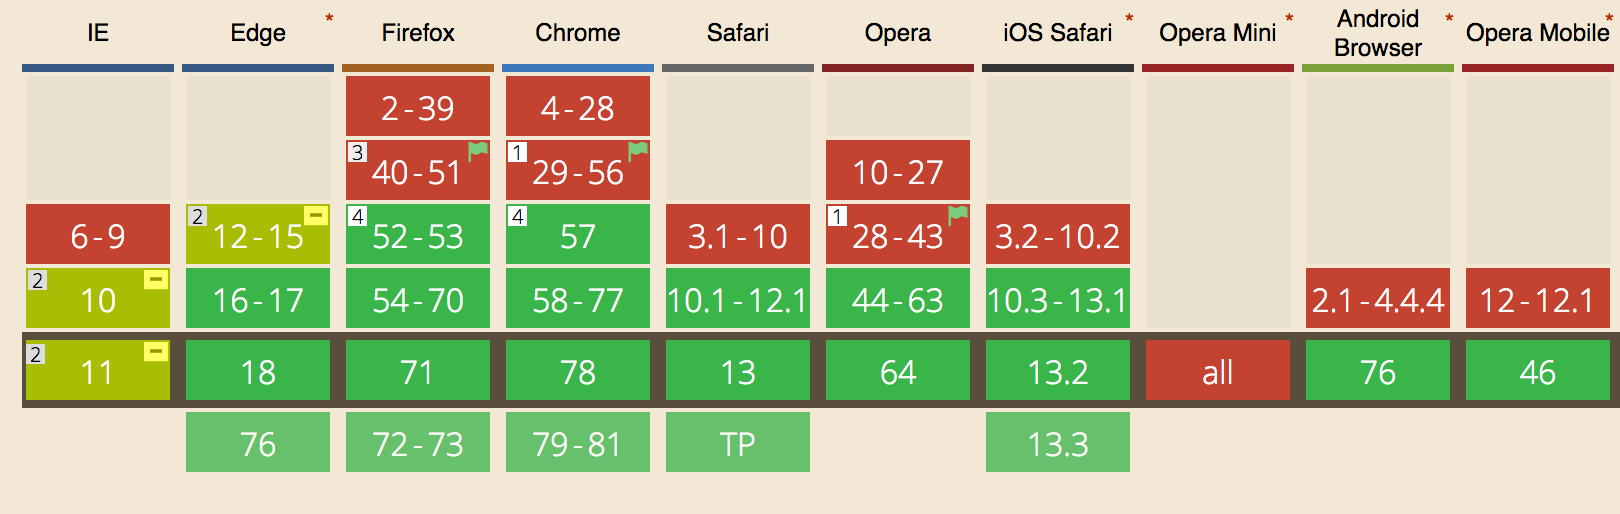 IE Edge * Firefox Chrome Safari Opera iOS Safari * Opera Mini * Android Browser * Opera Mobile *
2-39 4-28
3 40-51 1 29-56 10-27
6-9 2 12-15 4 52-53 4 57 3.1-10 1 28-43 3.2-10.2
2 10 16-17 54-70 58-77 10.1-12.1 44-63 10.3-13.1 2.1-4.4.4 12-12.1
2 11 18 71 78 13 64 13.2 all 76 46
76 72-73 79-81 TP 13.3